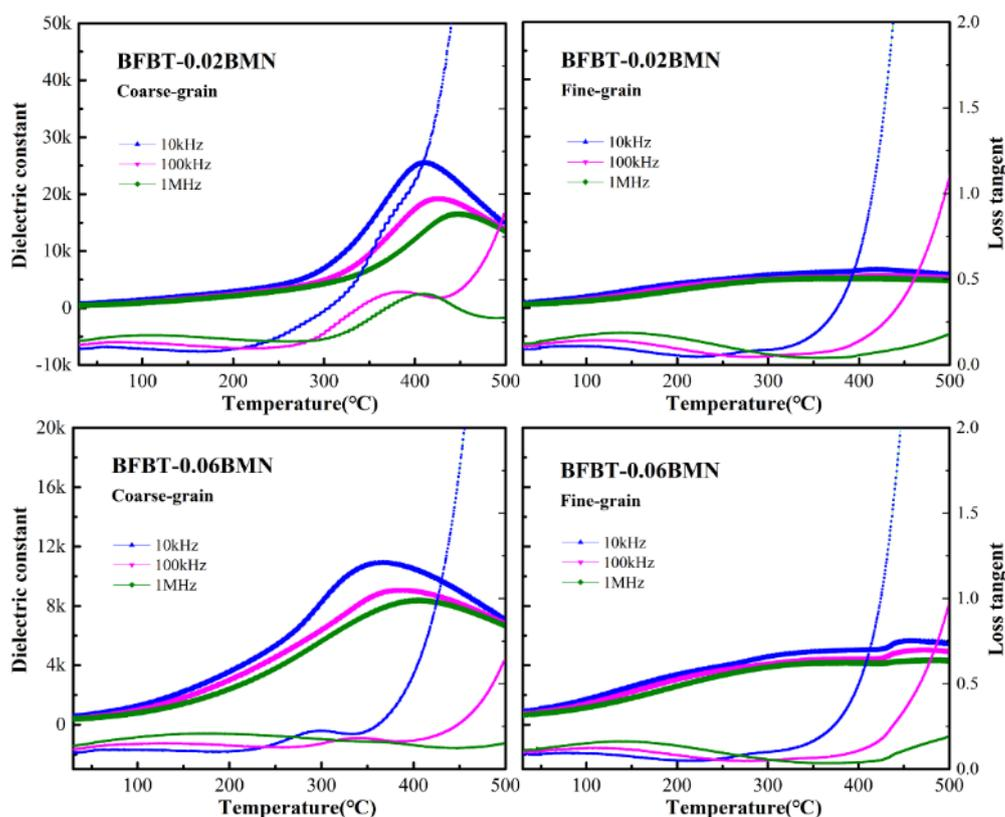 50k
40k
30k
20k
10k
0
-10k
Dielectric constant
BFBT-0.02BMN
Coarse-grain
10kHz
100kHz
1MHz
100
200
300
400
500
Temperature(℃)
BFBT-0.02BMN
Fine-grain
10kHz
100kHz
1MHz
100
200
300
400
500
Temperature(℃)
2.0
1.5
1.0
0.5
0.0
Loss tangent
20k
16k
12k
8k
4k
0
Dielectric constant
BFBT-0.06BMN
Coarse-grain
10kHz
100kHz
1MHz
100
200
300
400
500
Temperature(℃)
BFBT-0.06BMN
Fine-grain
10kHz
100kHz
1MHz
100
200
300
400
500
Temperature(℃)
2.0
1.5
1.0
0.5
0.0
Loss tangent